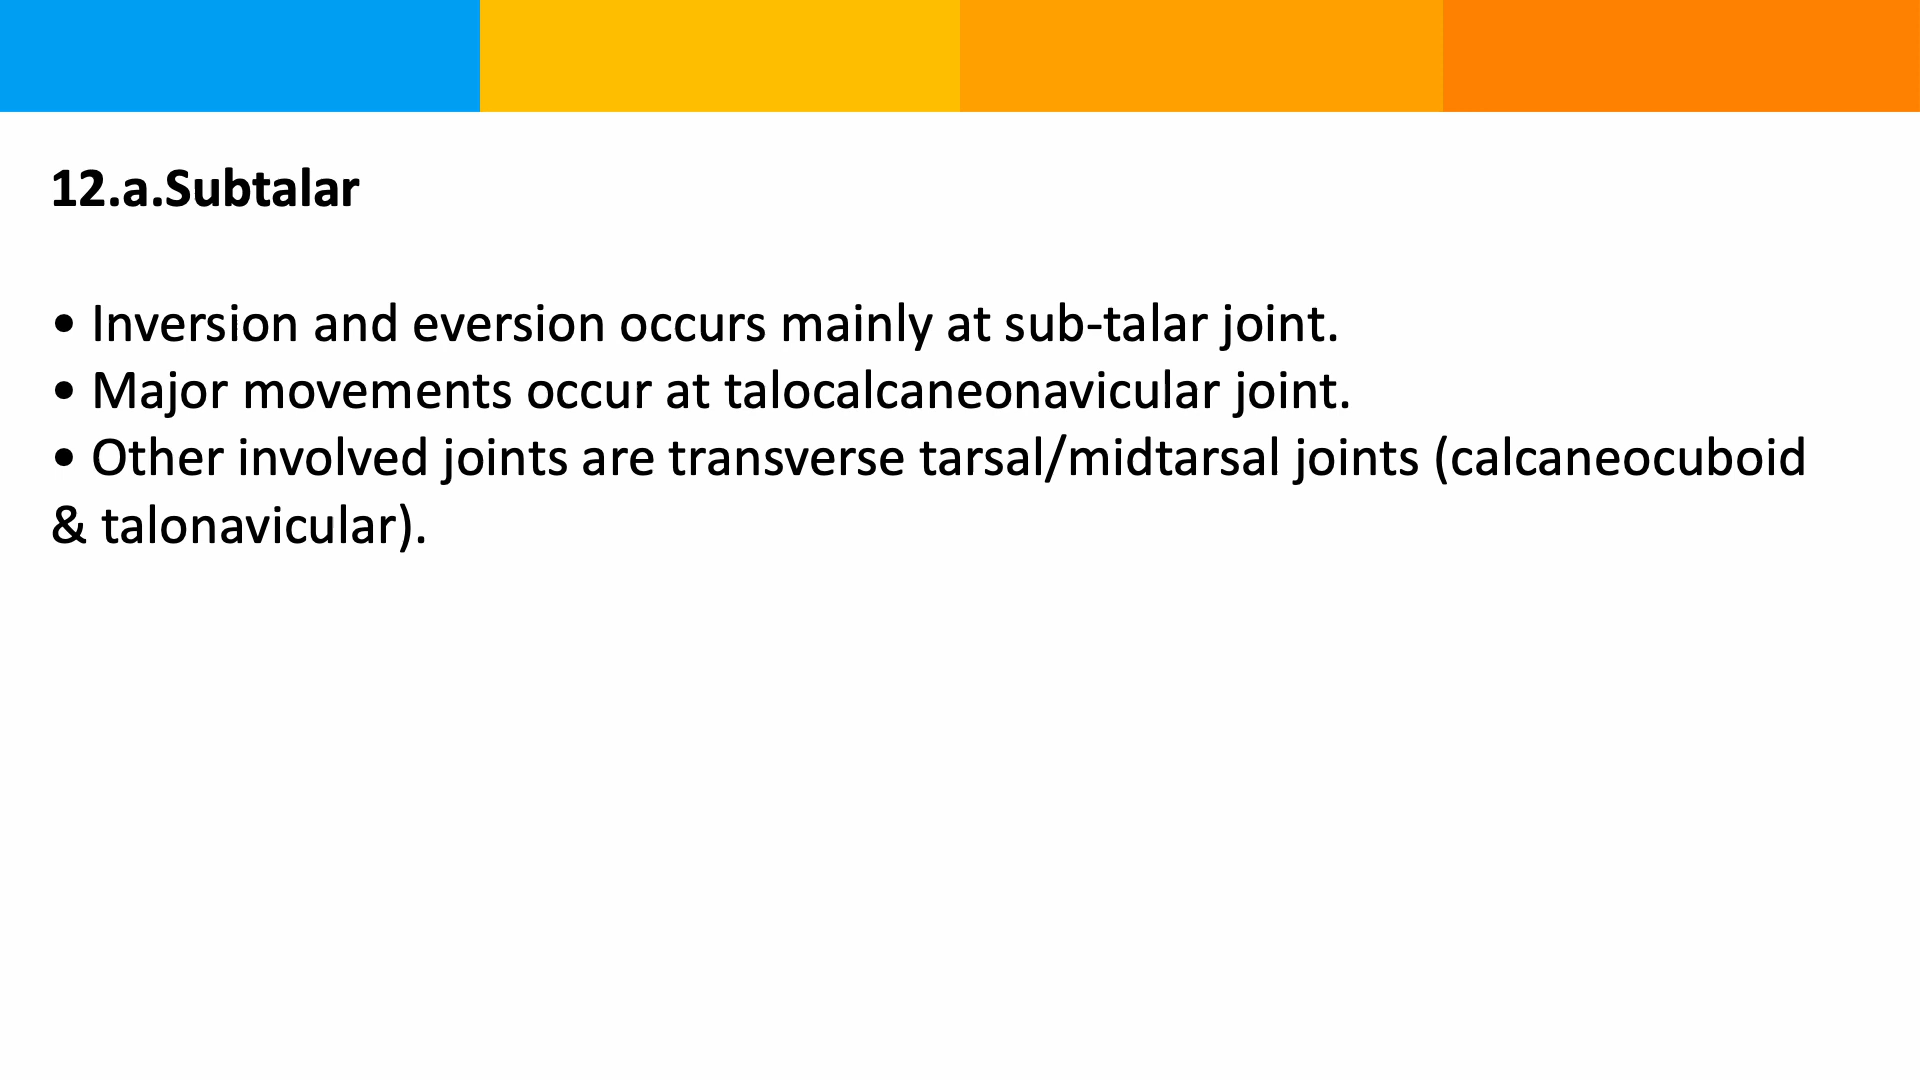 12.a.Subtalar
• Inversion and eversion occurs mainly at sub-talar joint.
• Major movements occur at talocalcaneonavicular joint.
• Other involved joints are transverse tarsal/midtarsal joints (calcaneocuboid
& talonavicular).